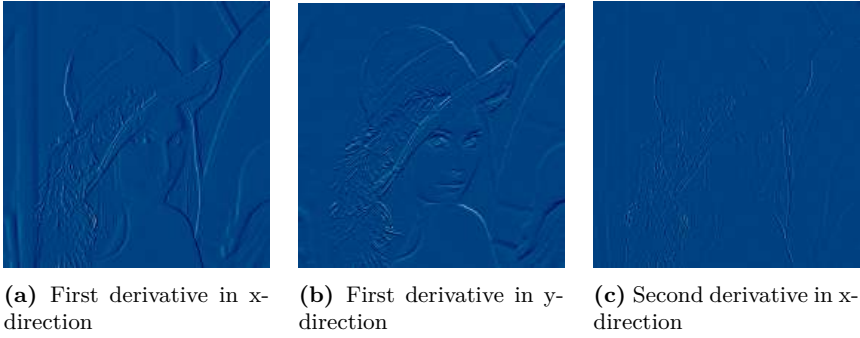 (a) First derivative in x-
direction
(b) First derivative in y-
direction
(c) Second derivative in x-
direction